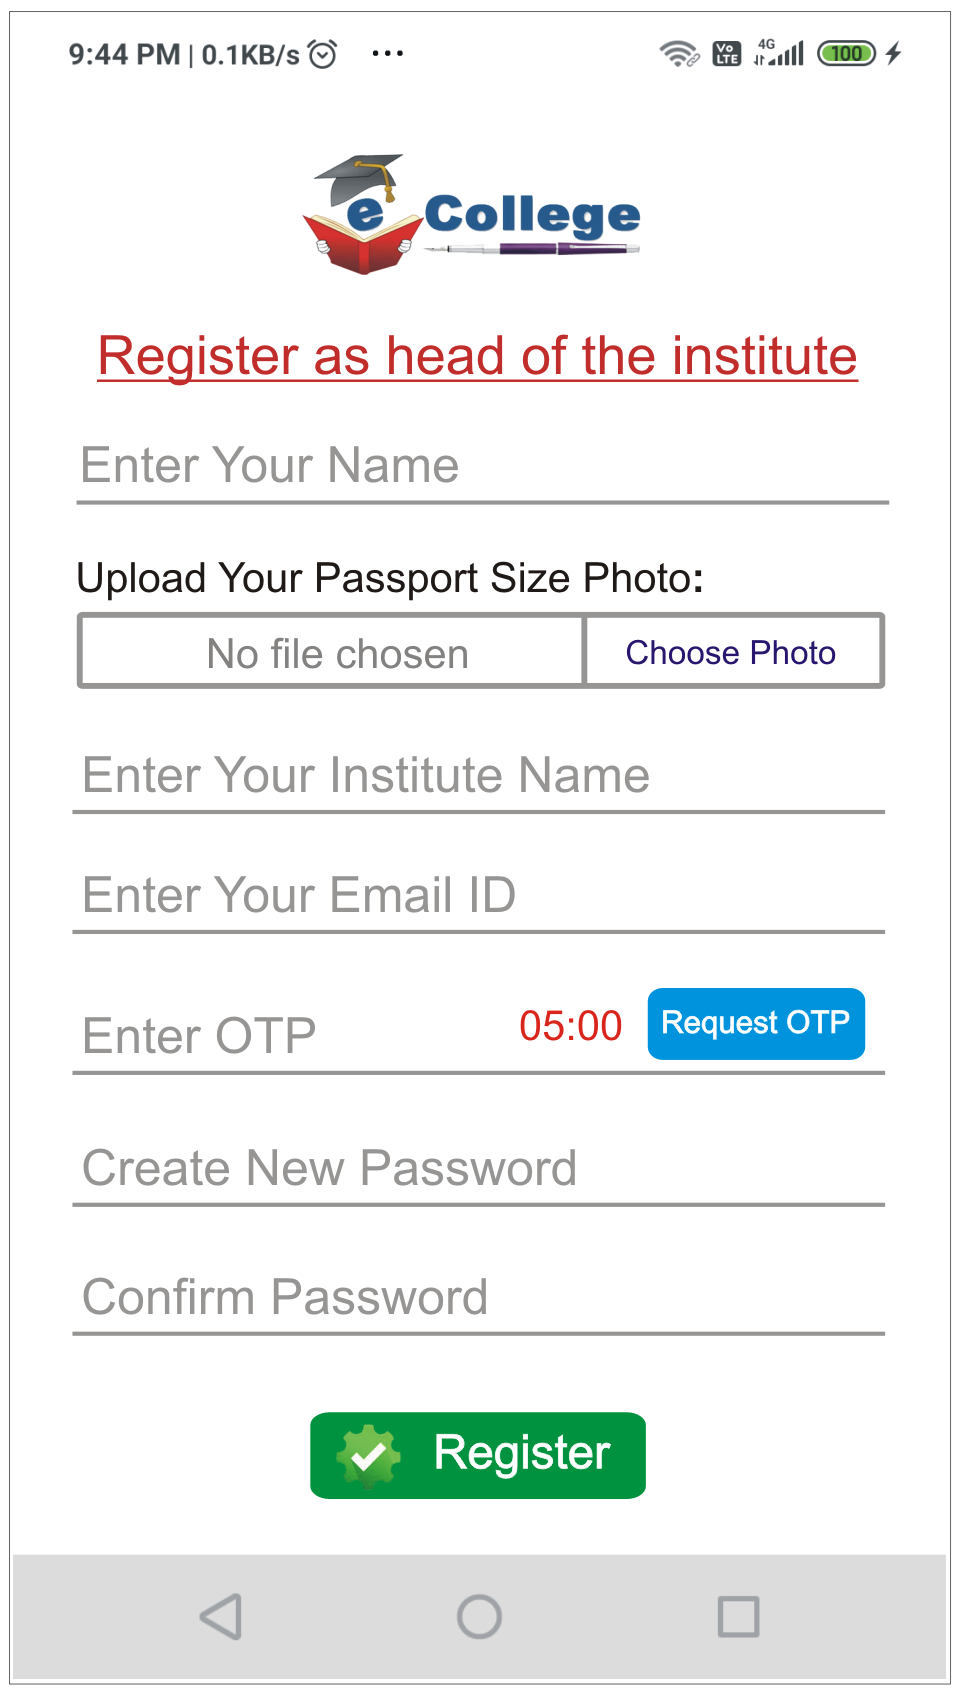 9:44 PM | 0.1KB/s ...
Vo LTE 4G 100
e College
Register as head of the institute
Enter Your Name
Upload Your Passport Size Photo:
No file chosen Choose Photo
Enter Your Institute Name
Enter Your Email ID
Enter OTP 05:00 Request OTP
Create New Password
Confirm Password
Register